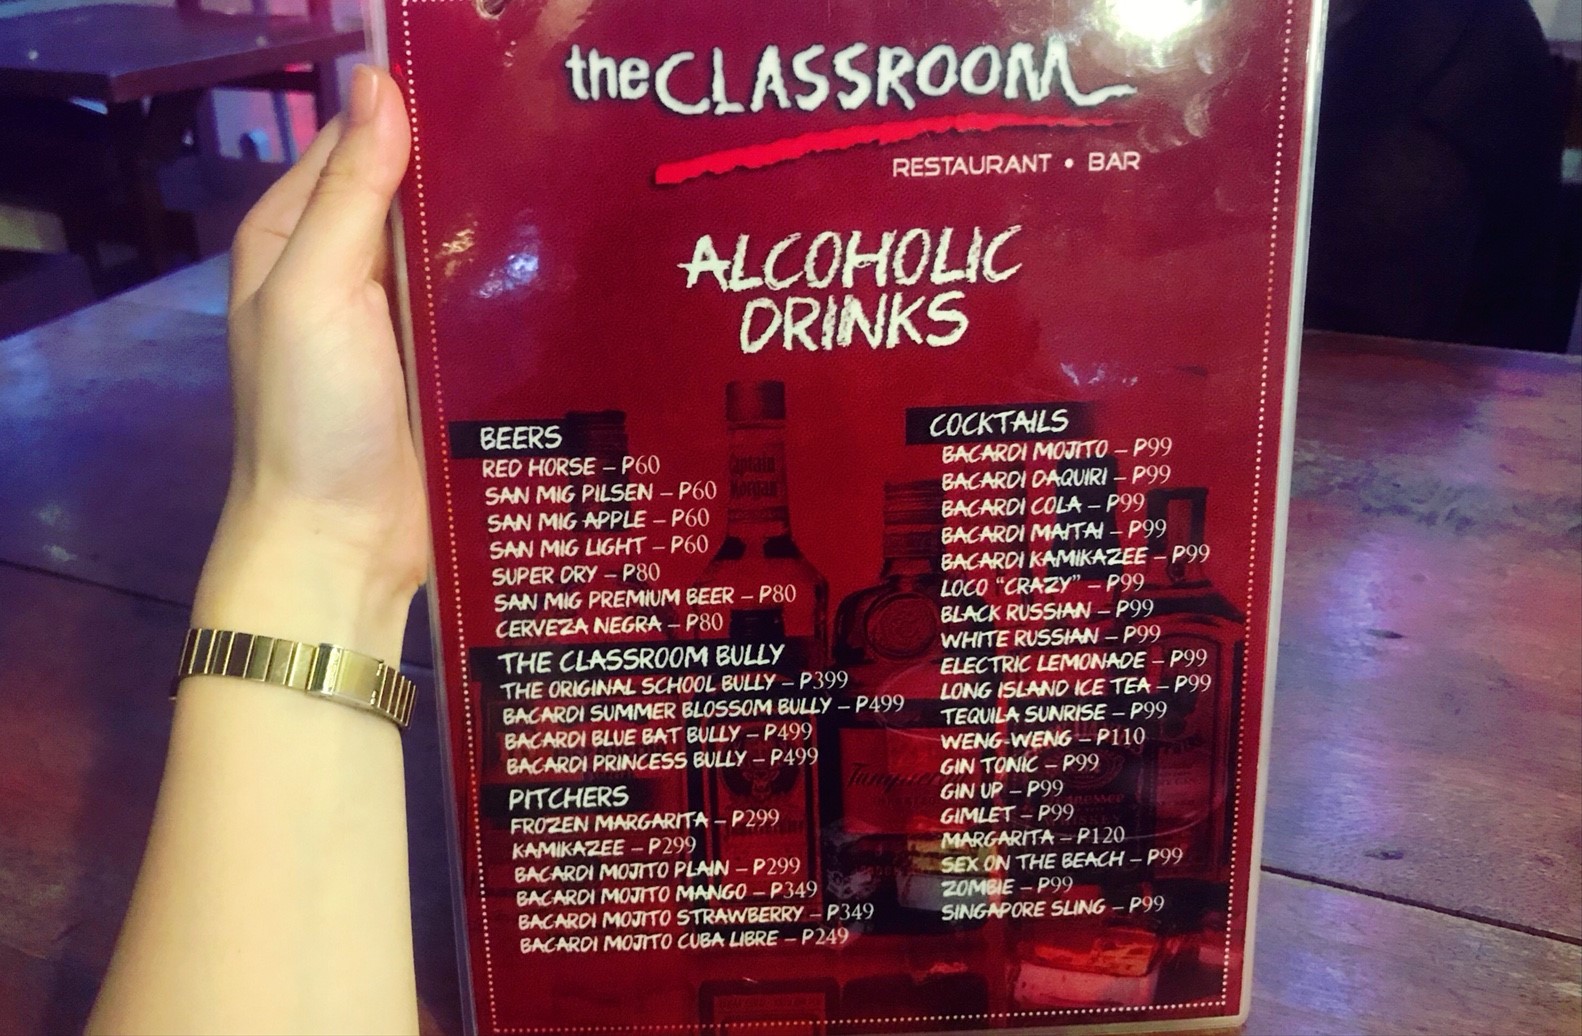 the CLASSROOM
RESTAURANT • BAR
ALCOHOLIC
DRINKS
BEERS
RED HORSE – P60
SAN MIG PILSEN – P60
SAN MIG APPLE – P60
SAN MIG LIGHT – P60
SUPER DRY – P80
SAN MIG PREMIUM BEER – P80
CERVEZA NEGRA – P80
THE CLASSROOM BULLY
THE ORIGINAL SCHOOL BULLY – P399
BACARDI SUMMER BLOSSOM BULLY – P499
BACARDI BLUE BAT BULLY – P499
BACARDI PRINCESS BULLY – P499
PITCHERS
FROZEN MARGARITA – P299
KAMIKAZEE – P299
BACARDI MOJITO PLAIN – P299
BACARDI MOJITO MANGO – P349
BACARDI MOJITO STRAWBERRY – P349
BACARDI MOJITO CUBA LIBRE – P249
COCKTAILS
BACARDI MOJITO – P99
BACARDI DAQUIRI – P99
BACARDI COLA – P99
BACARDI MAITAI – P99
BACARDI KAMIKAZEE – P99
LOCO “CRAZY” – P99
BLACK RUSSIAN – P99
WHITE RUSSIAN – P99
ELECTRIC LEMONADE – P99
LONG ISLAND ICE TEA – P99
TEQUILA SUNRISE – P99
WENG-WENG – P110
GIN TONIC – P99
GIN UP – P99
GIMLET – P99
MARGARITA – P120
SEX ON THE BEACH – P99
ZOMBIE – P99
SINGAPORE SLING – P99
Captain
Morgan
Tanqueray